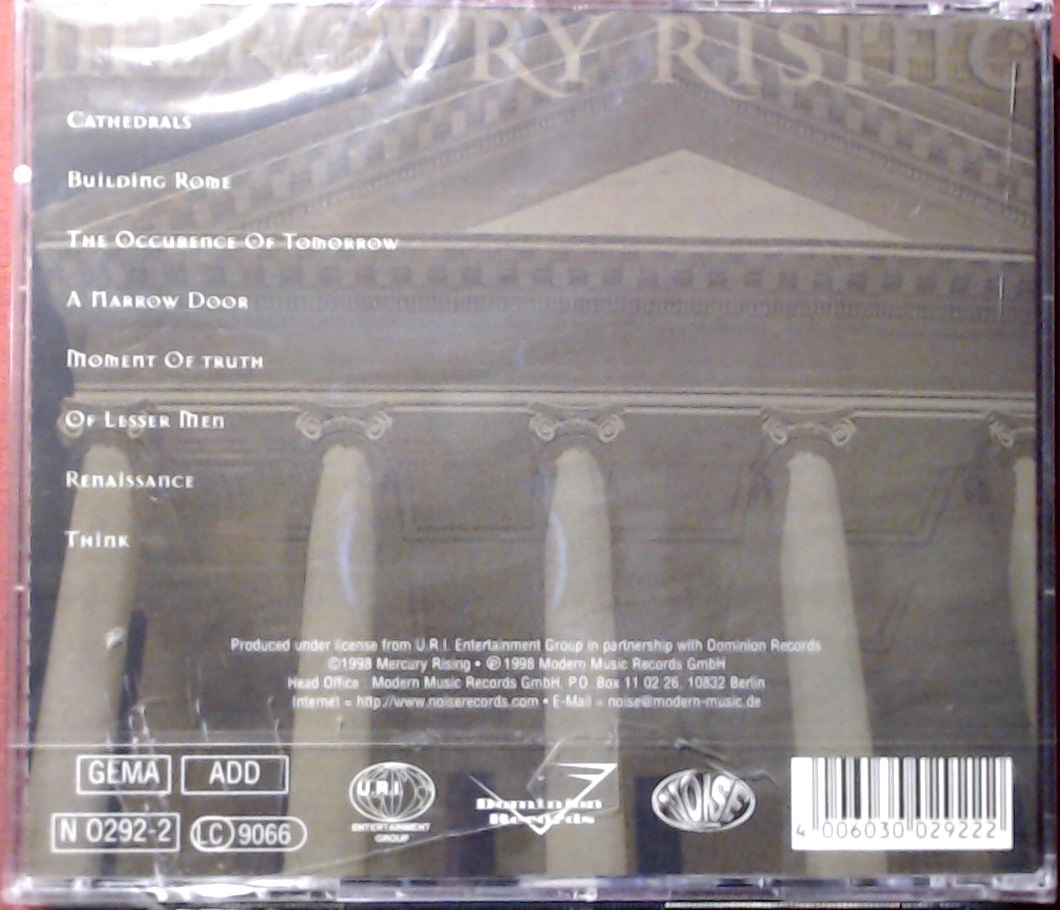 MERCURY RISING
Cathedrals
Building Rome
The Occurence Of Tomorrow
A Narrow Door
Moment Of truth
Of Lesser Men
Renaissance
Think
Produced under license from U.R.I. Entertainment Group in partnership with Dominion Records
©1998 Mercury Rising • ℗ 1998 Modern Music Records GmbH
Head Office Modern Music Records GmbH, P.O. Box 11 02 26, 10832 Berlin
Internet = http://www.noiserecords.com • E-Mail = noise@modern-music.de
GEMA ADD
N 0292-2 LC 9066
U.R.I.
ENTERTAINMENT
GROUP
Dominion
Records
NOISE
4 006030 029222